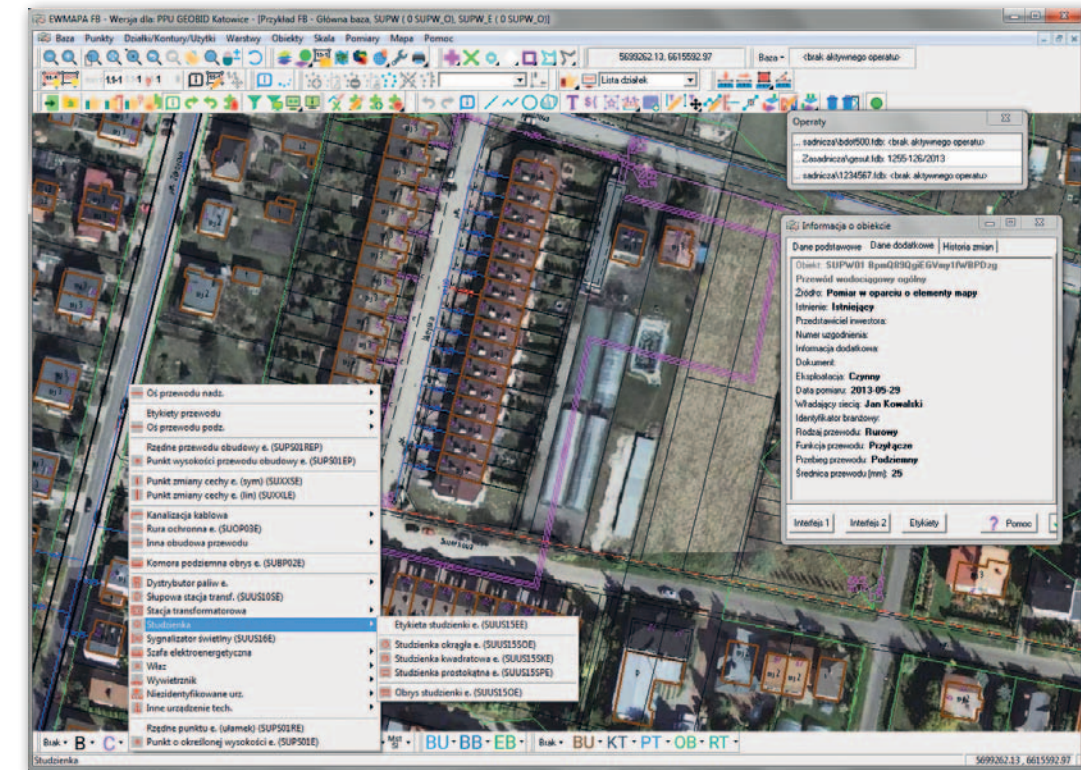 EWMAPA FB - Wersja dla: PPU GEOBID Katowice - [Przykład FB - Główna baza, SUPW ( 0 SUPW_O), SUPW_E ( 0 SUPW_O)]
Baza Punkty Działki/Kontury/Użytki Warstwy Obiekty Skala Pomiary Mapa Pomoc
5699262.13, 6615592.97 Baza <brak aktywnego operatu>
Lista działek
Operaty
... sadnicza\bdot500.fdb: <brak aktywnego operatu>
... Zasadnicza\gesut.fdb: 1255-126/2013
... sadnicza\1234567.fdb: <brak aktywnego operatu>
Informacja o obiekcie
Dane podstawowe Dane dodatkowe Historia zmian
Obiekt: SUPW01
Przewód wodociągowy ogólny
Źródło: Pomiar w oparciu o elementy mapy
Istnienie: Istniejący
Przedstawiciel inwestora:
Numer uzgodnienia:
Informacja dodatkowa:
Dokument:
Eksploatacja: Czynny
Data pomiaru: 2013-05-29
Władający siecią: Jan Kowalski
Identyfikator branżowy:
Rodzaj przewodu: Rurowy
Funkcja przewodu: Przyłącze
Przebieg przewodu: Podziemny
Średnica przewodu [mm]: 25
Interfejs 1 Interfejs 2 Etykiety ? Pomoc
Oś przewodu nadz.
Etykiety przewodu
Oś przewodu podz.
Rzędne przewodu obudowy e. (SUPS01REP)
Punkt wysokości przewodu obudowy e. (SUPS01EP)
Punkt zmiany cechy e. (sym) (SUXXSE)
Punkt zmiany cechy e. (lin) (SUXXLE)
Kanalizacja kablowa
Rura ochronna e. (SUOP03E)
Inna obudowa przewodu
Komora podziemna obrys e. (SUBP02E)
Dystrybutor paliw e.
Słupowa stacja transf. (SUUS10SE)
Stacja transformatorowa
Studzienka
Sygnalizator świetlny (SUUS16E)
Szafa elektroenergetyczna
Właz
Wywietrznik
Niezidentyfikowane urz.
Inne urządzenie tech.
Rzędne punktu e. (ułamek) (SUPS01RE)
Punkt o określonej wysokości e. (SUPS01E)
Etykieta studzienki e. (SUUS15EE)
Studzienka okrągła e. (SUUS15SOE)
Studzienka kwadratowa e. (SUUS15SKE)
Studzienka prostokątna e. (SUUS15SPE)
Obrys studzienki e. (SUUS15OE)
Brak B C BU BB EB Brak BU KT PT OB RT
Studzienka 5699262.13, 6615592.97